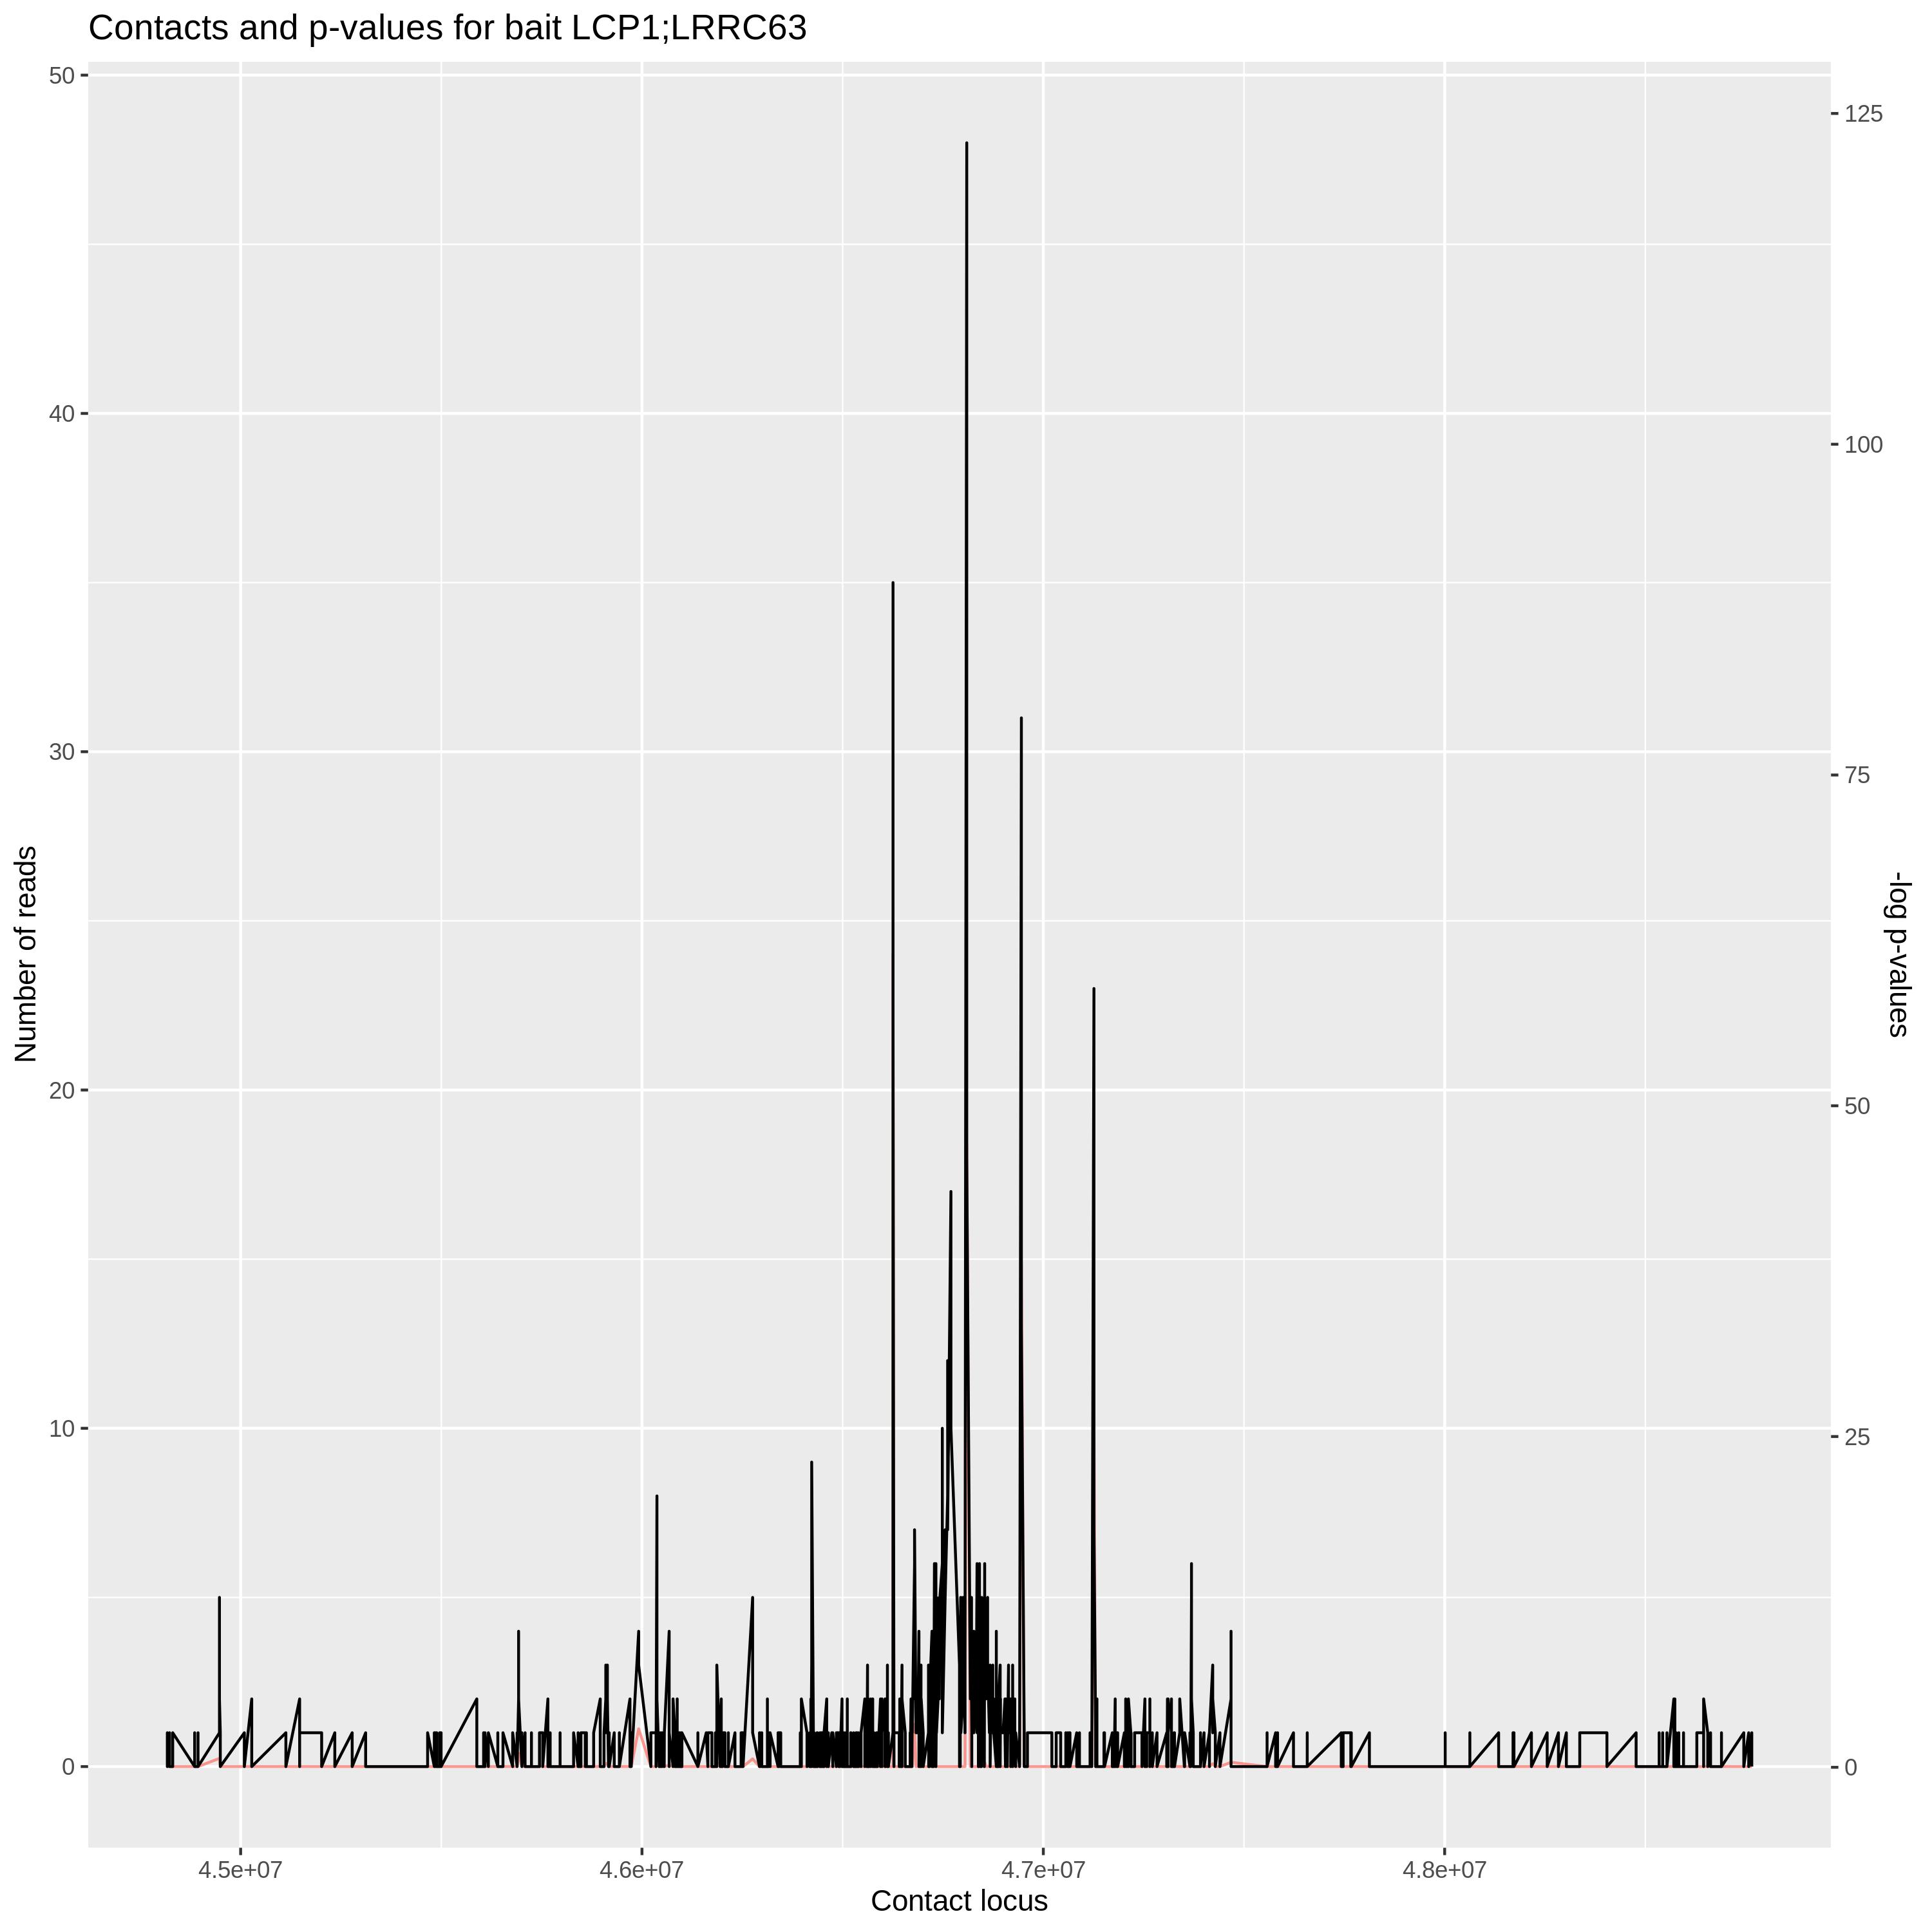 Contacts and p-values for bait LCP1;LRRC63
50
40
30
20
10
0
Number of reads
125
100
75
50
25
0
-log p-values
4.5e+07 4.6e+07 4.7e+07 4.8e+07
Contact locus